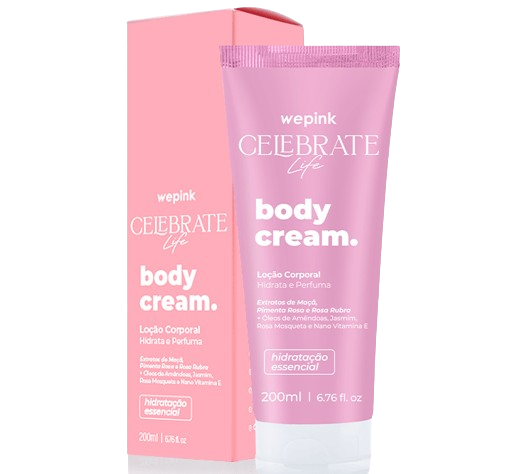 wepink
CELEBRATE
Life
body
cream.
Loção Corporal
Hidrata e Perfuma
Extratos de Maçã,
Pimenta Rosa e Rosa Rubra
+ Óleos de Amêndoas, Jasmim,
Rosa Mosqueta e Nano Vitamina E
hidratação
essencial
200ml | 6.76 fl. oz
wepink
CELEBRATE
Life
body
cream.
Loção Corporal
Hidrata e Perfuma
Extratos de Maçã,
Pimenta Rosa e Rosa Rubra
+ Óleos de Amêndoas, Jasmim,
Rosa Mosqueta e Nano Vitamina E
hidratação
essencial
200ml | 6.76 fl. oz